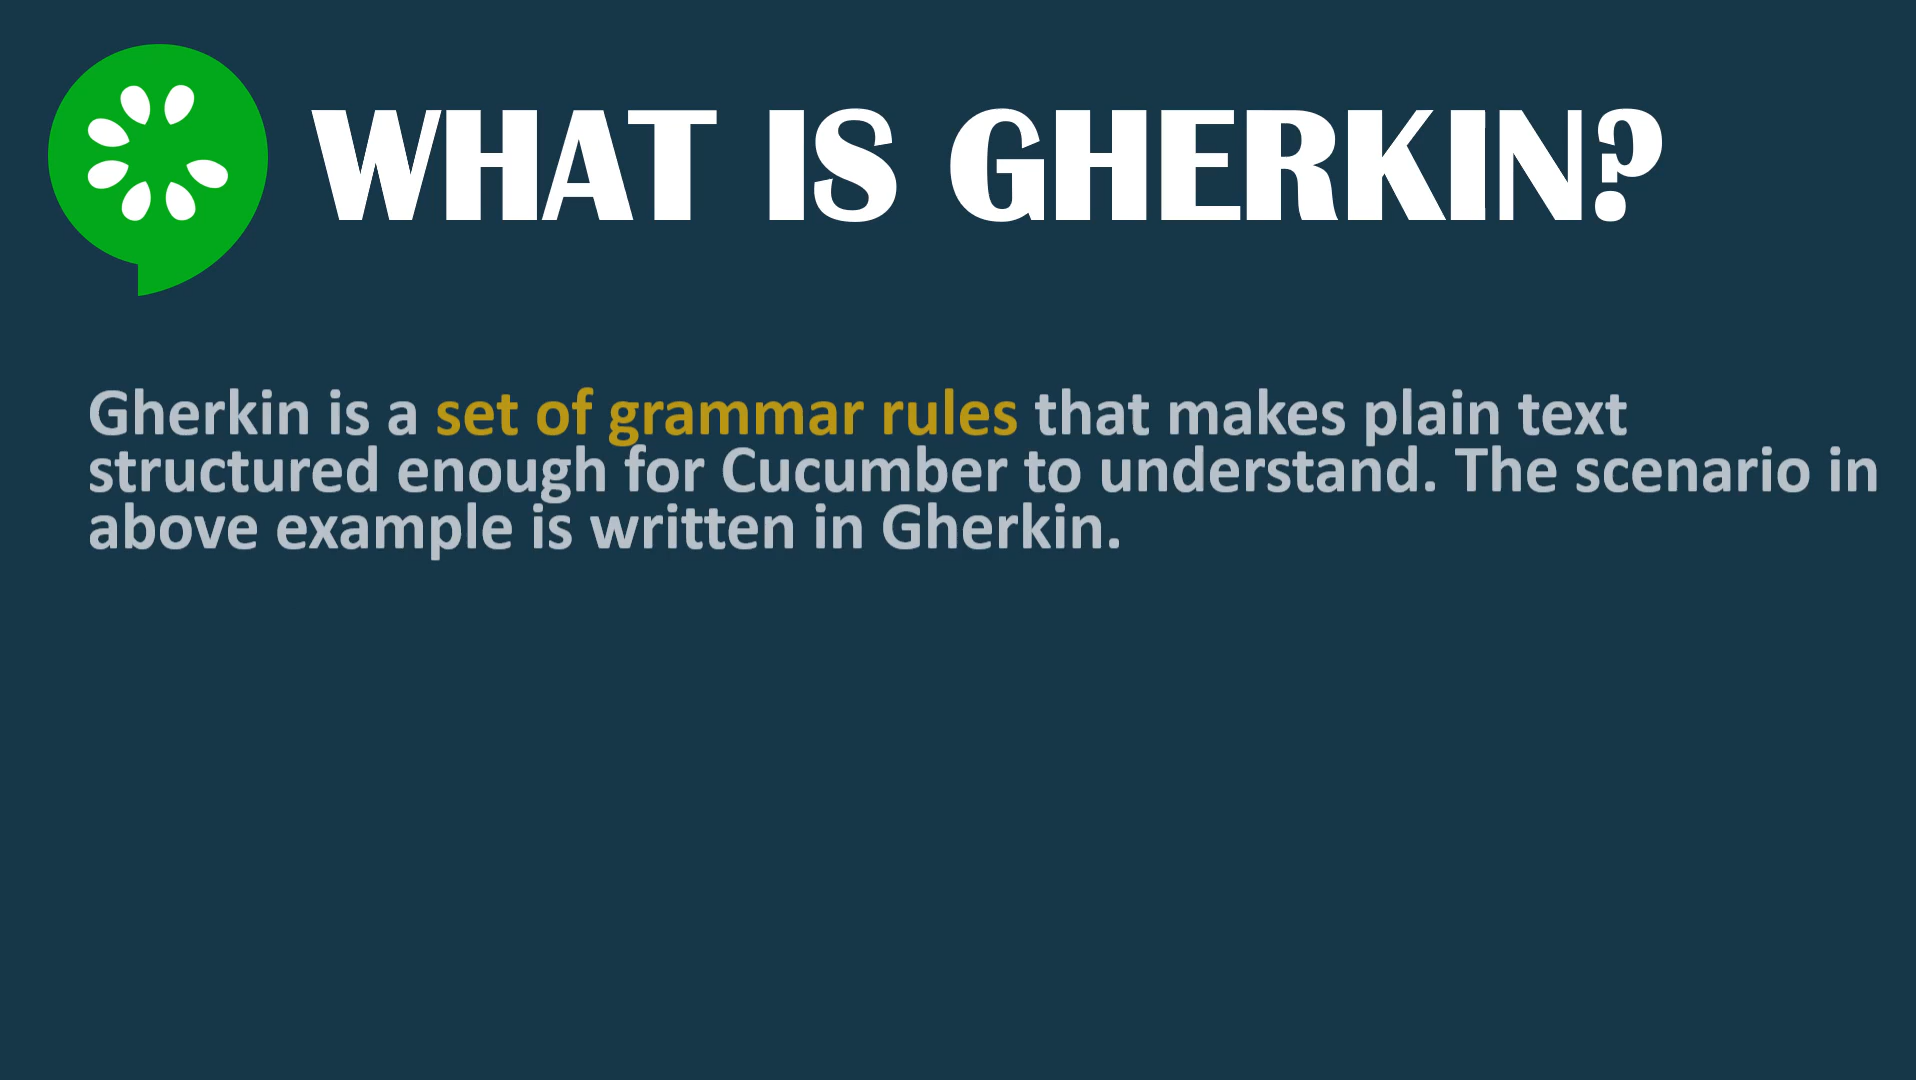 WHAT IS GHERKIN?
Gherkin is a set of grammar rules that makes plain text
structured enough for Cucumber to understand. The scenario in
above example is written in Gherkin.